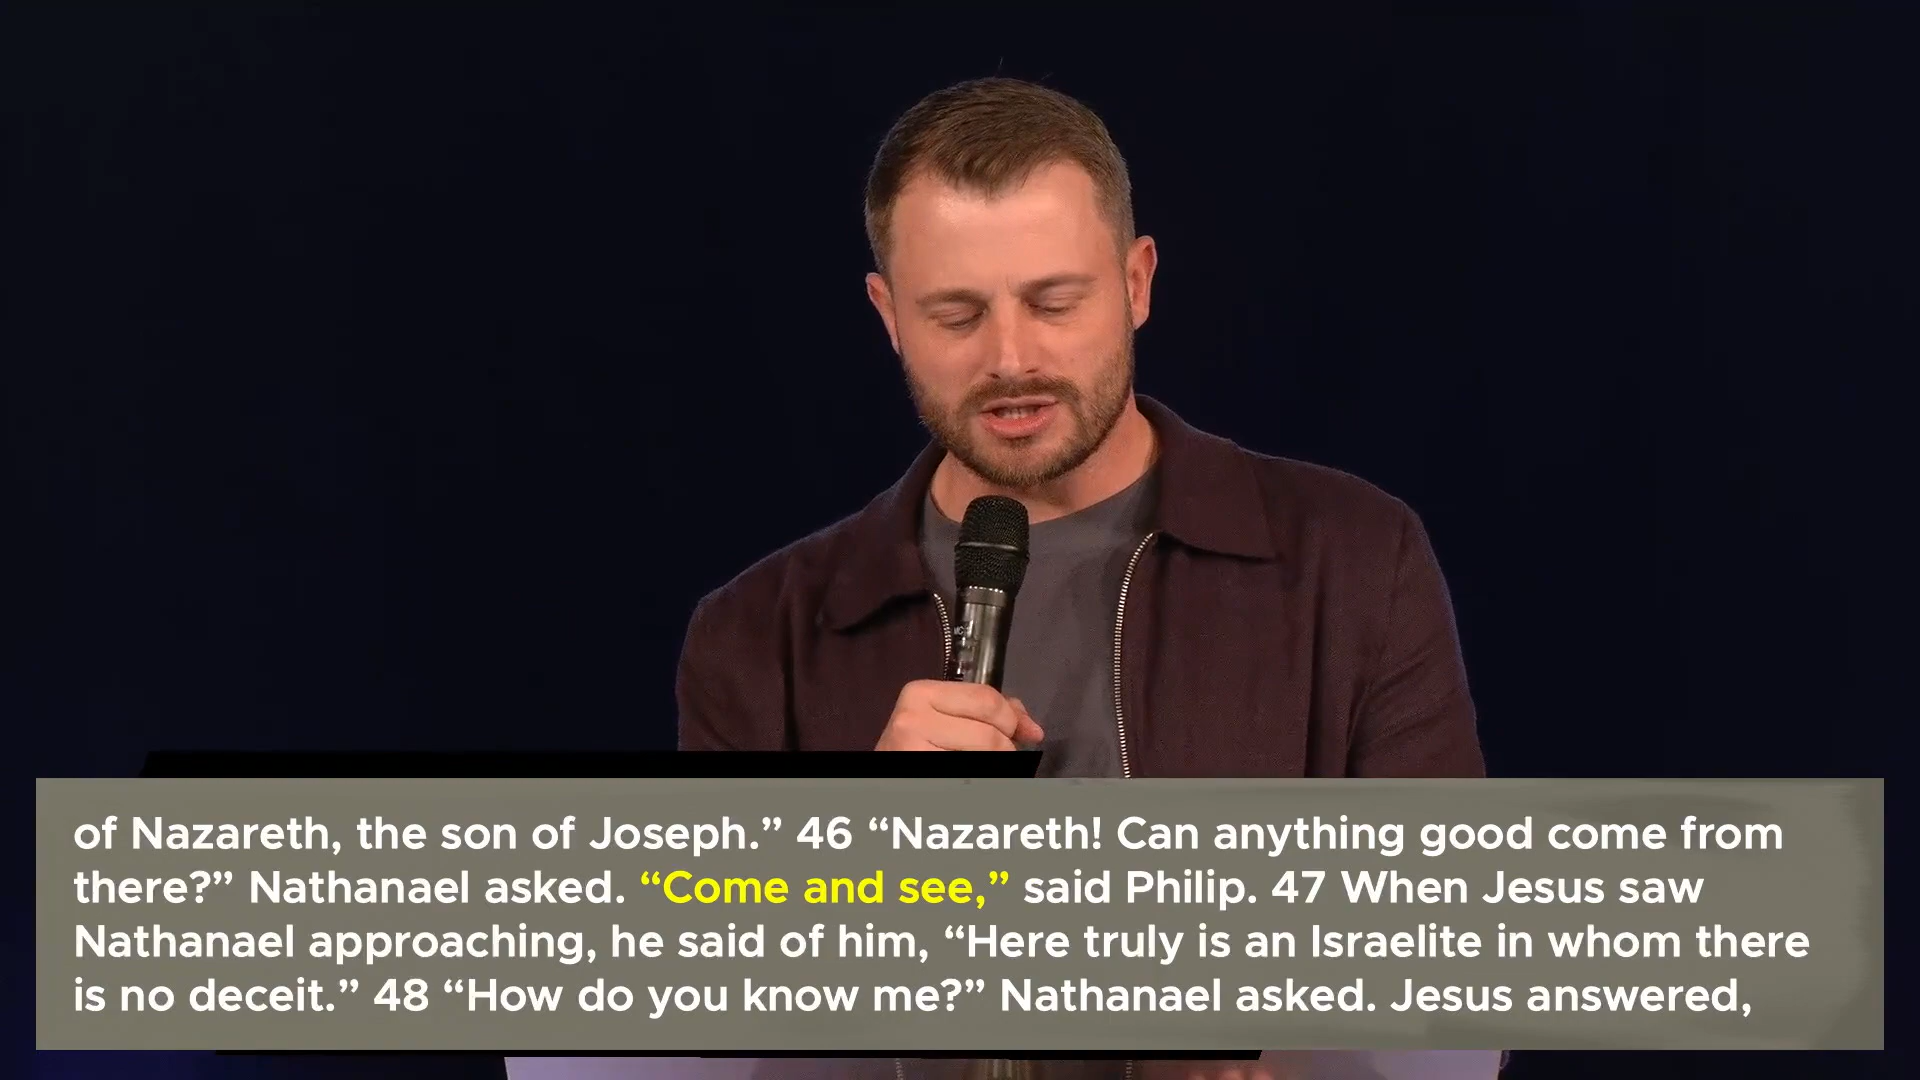 of Nazareth, the son of Joseph.” 46 “Nazareth! Can anything good come from
there?” Nathanael asked. “Come and see,” said Philip. 47 When Jesus saw
Nathanael approaching, he said of him, “Here truly is an Israelite in whom there
is no deceit.” 48 “How do you know me?” Nathanael asked. Jesus answered,